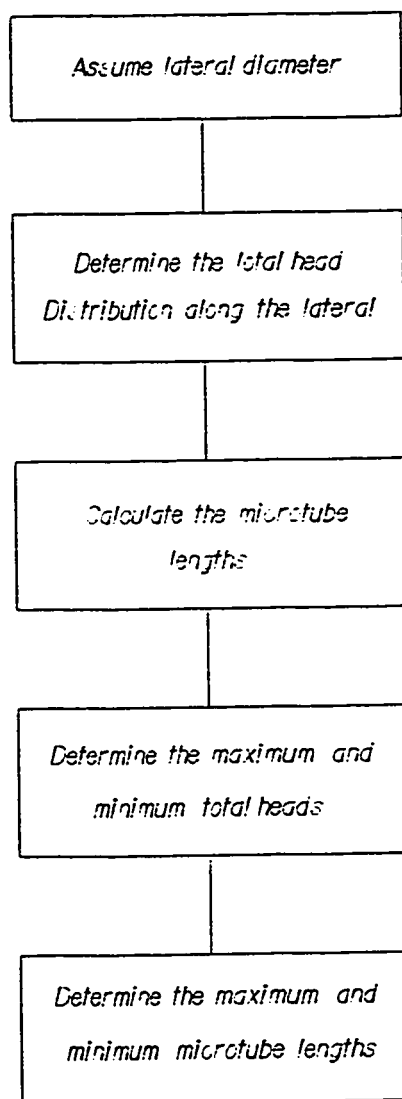 Assume lateral diameter
Determine the total head
Distribution along the lateral
Calculate the microtube
lengths
Determine the maximum and
minimum total heads
Determine the maximum and
minimum microtube lengths